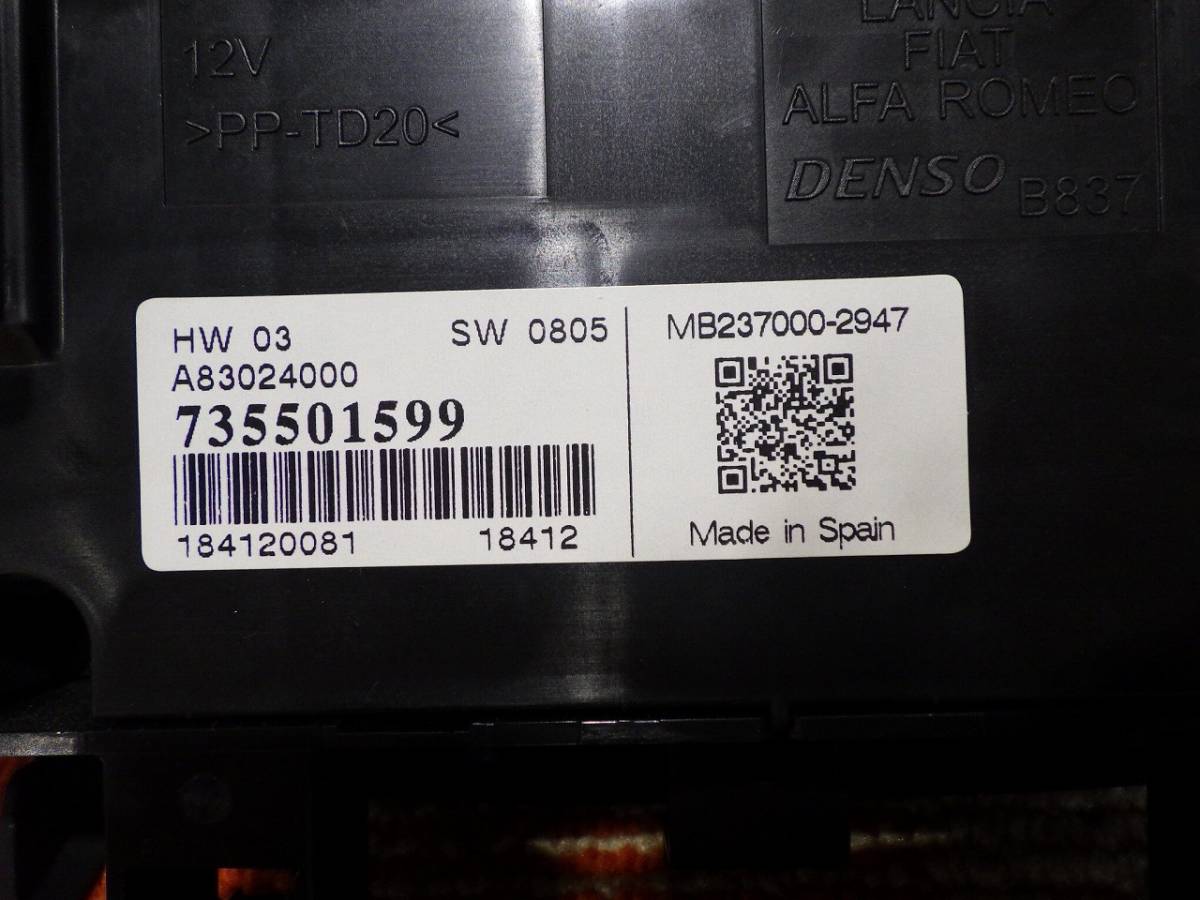 12V
>PP-TD20<
LANCIA
FIAT
ALFA ROMEO
DENSO B837
HW 03 SW 0805
A83024000
735501599
184120081 18412
MB237000-2947
Made in Spain